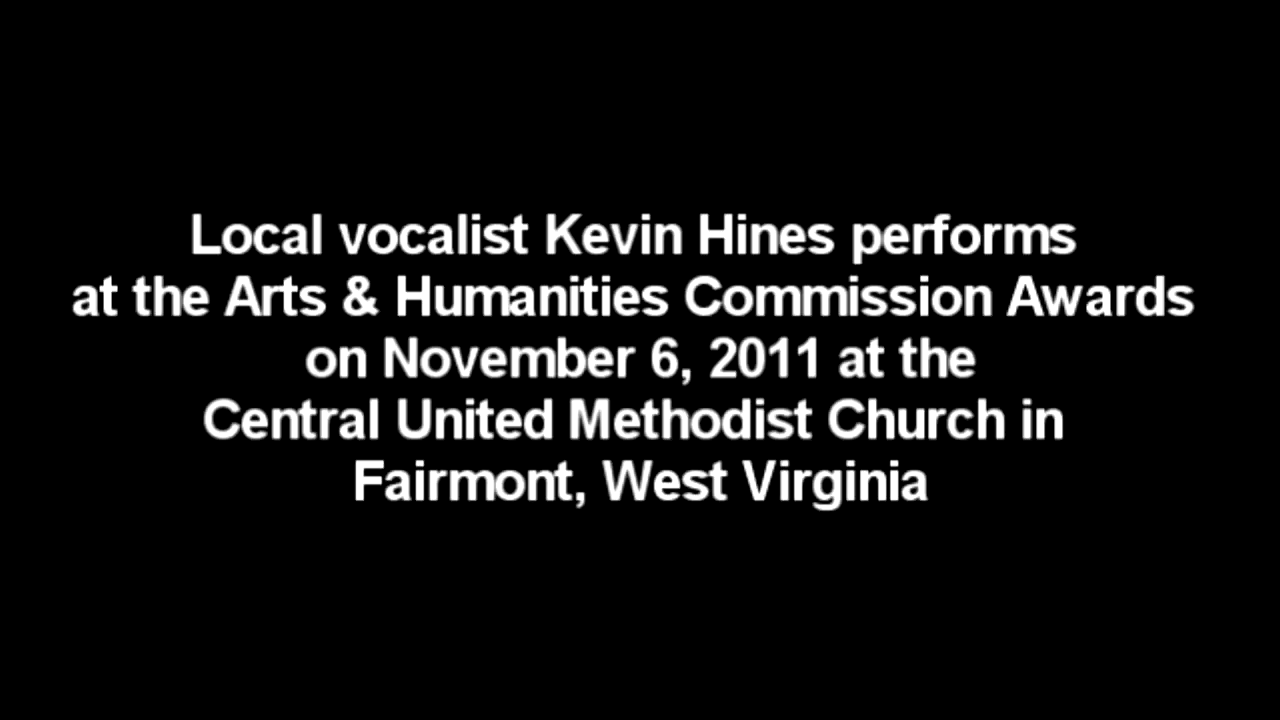 Local vocalist Kevin Hines performs
at the Arts & Humanities Commission Awards
on November 6, 2011 at the
Central United Methodist Church in
Fairmont, West Virginia